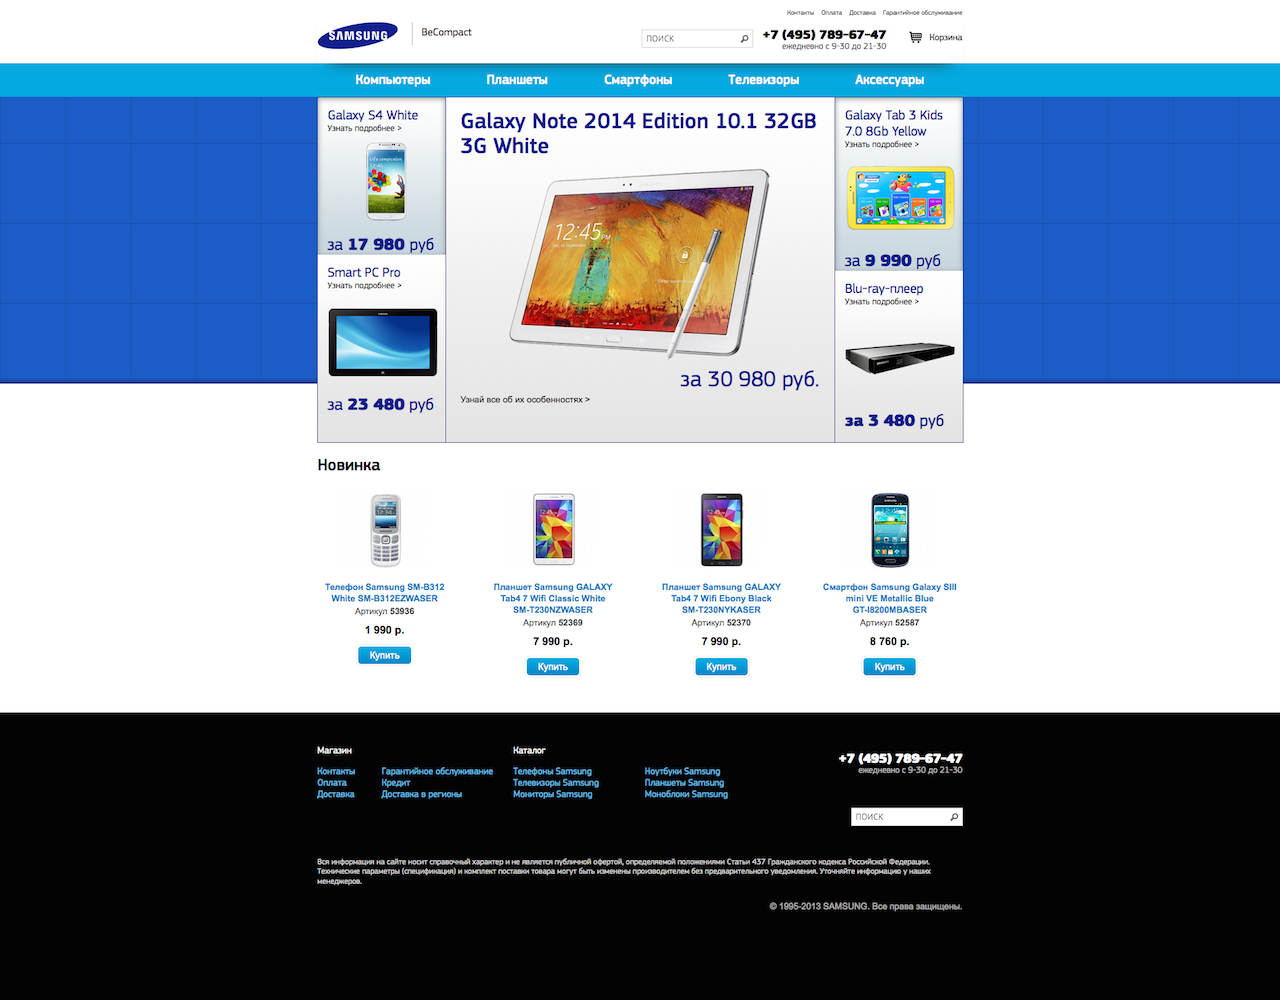 Контакты Оплата Доставка Гарантийное обслуживание
SAMSUNG
BeCompact
ПОИСК
+7 (495) 789-67-47
ежедневно с 9-30 до 21-30
Корзина
Компьютеры Планшеты Смартфоны Телевизоры Аксессуары
Galaxy S4 White
Узнать подробнее >
за 17 980 руб
Smart PC Pro
Узнать подробнее >
за 23 480 руб
Galaxy Note 2014 Edition 10.1 32GB
3G White
12:45 PM
за 30 980 руб.
Узнай все об их особенностях >
Galaxy Tab 3 Kids
7.0 8Gb Yellow
Узнать подробнее >
за 9 990 руб
Blu-ray-плеер
Узнать подробнее >
за 3 480 руб
Новинка
Телефон Samsung SM-B312
White SM-B312EZWASER
Артикул 53936
1 990 р.
Купить
Планшет Samsung GALAXY
Tab4 7 Wifi Classic White
SM-T230NZWASER
Артикул 52369
7 990 р.
Купить
Планшет Samsung GALAXY
Tab4 7 Wifi Ebony Black
SM-T230NYKASER
Артикул 52370
7 990 р.
Купить
Смартфон Samsung Galaxy SIII
mini VE Metallic Blue
GT-I8200MBASER
Артикул 52587
8 760 р.
Купить
Магазин
Контакты
Оплата
Доставка
Гарантийное обслуживание
Кредит
Доставка в регионы
Каталог
Телефоны Samsung
Телевизоры Samsung
Мониторы Samsung
Ноутбуки Samsung
Планшеты Samsung
Моноблоки Samsung
+7 (495) 789-67-47
ежедневно с 9-30 до 21-30
ПОИСК
Вся информация на сайте носит справочный характер и не является публичной офертой, определяемой положениями Статьи 437 Гражданского кодекса Российской Федерации.
Технические параметры (спецификация) и комплект поставки товара могут быть изменены производителем без предварительного уведомления. Уточняйте информацию у наших
менеджеров.
© 1995-2013 SAMSUNG. Все права защищены.